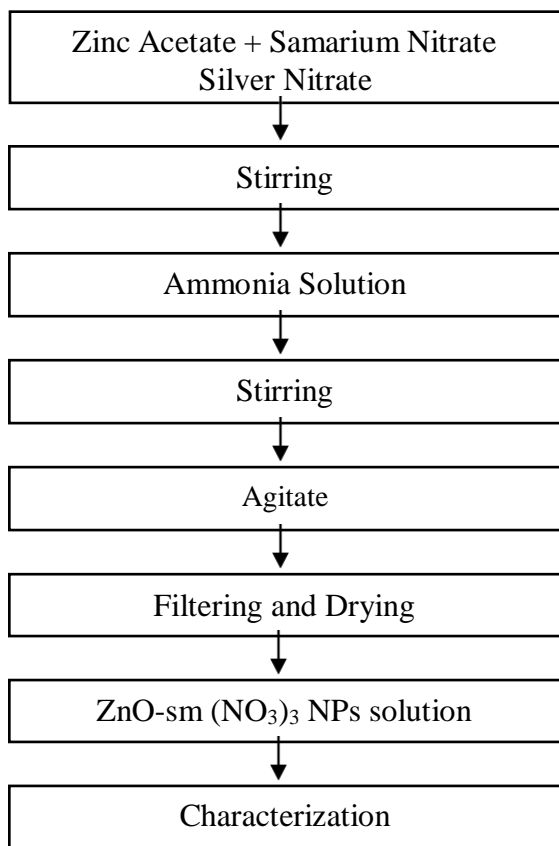 Zinc Acetate + Samarium Nitrate
Silver Nitrate
Stirring
Ammonia Solution
Stirring
Agitate
Filtering and Drying
ZnO-sm (NO₃)₃ NPs solution
Characterization